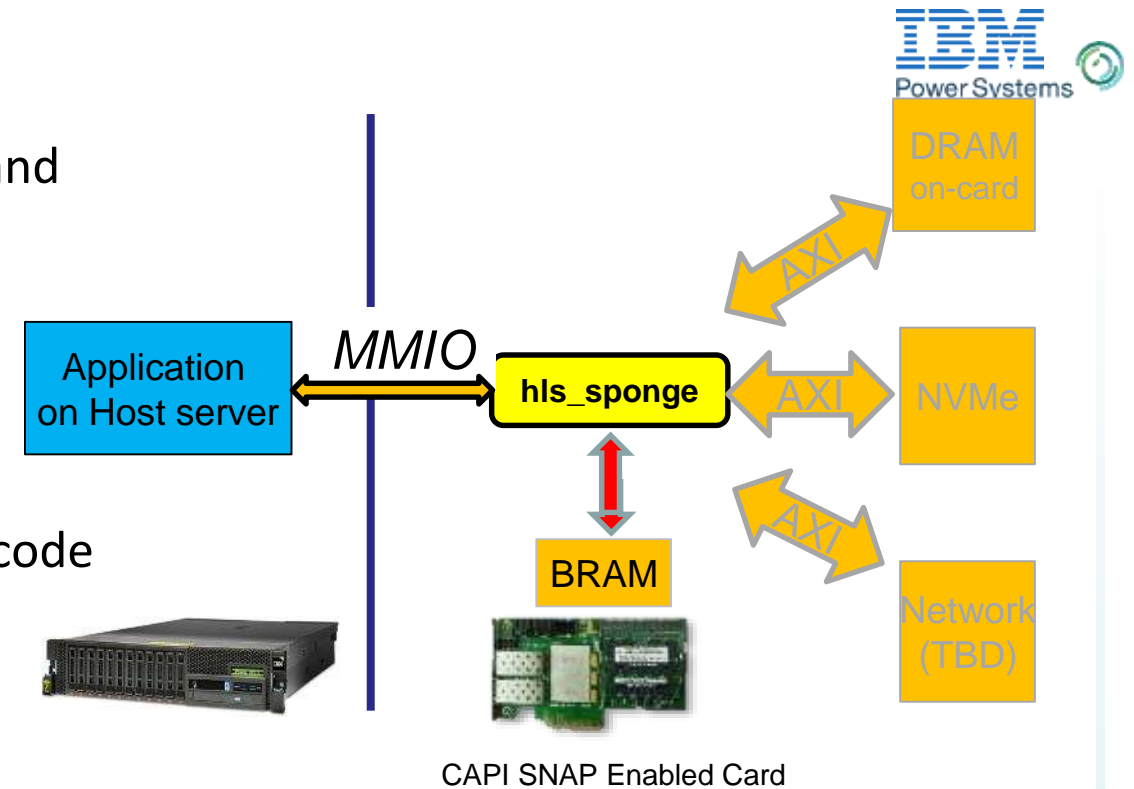 IBM
Power Systems
and
DRAM
on-card
AXI
MMIO
Application
on Host server
hls_sponge
AXI
NVMe
AXI
code
BRAM
Network
(TBD)
CAPI SNAP Enabled Card